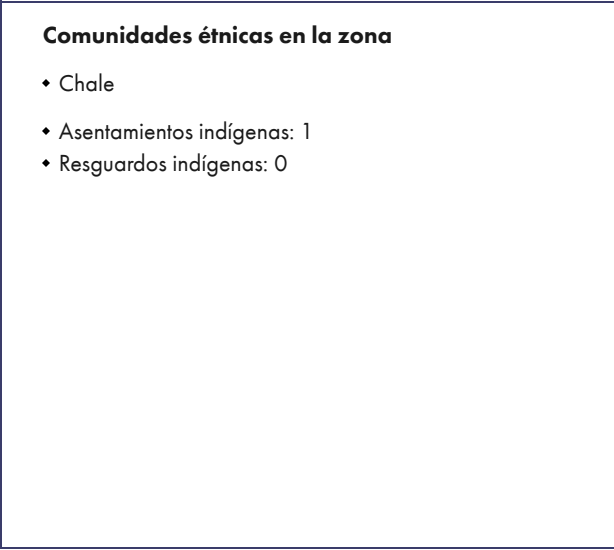 Comunidades étnicas en la zona
◆ Chale
◆ Asentamientos indígenas: 1
◆ Resguardos indígenas: 0